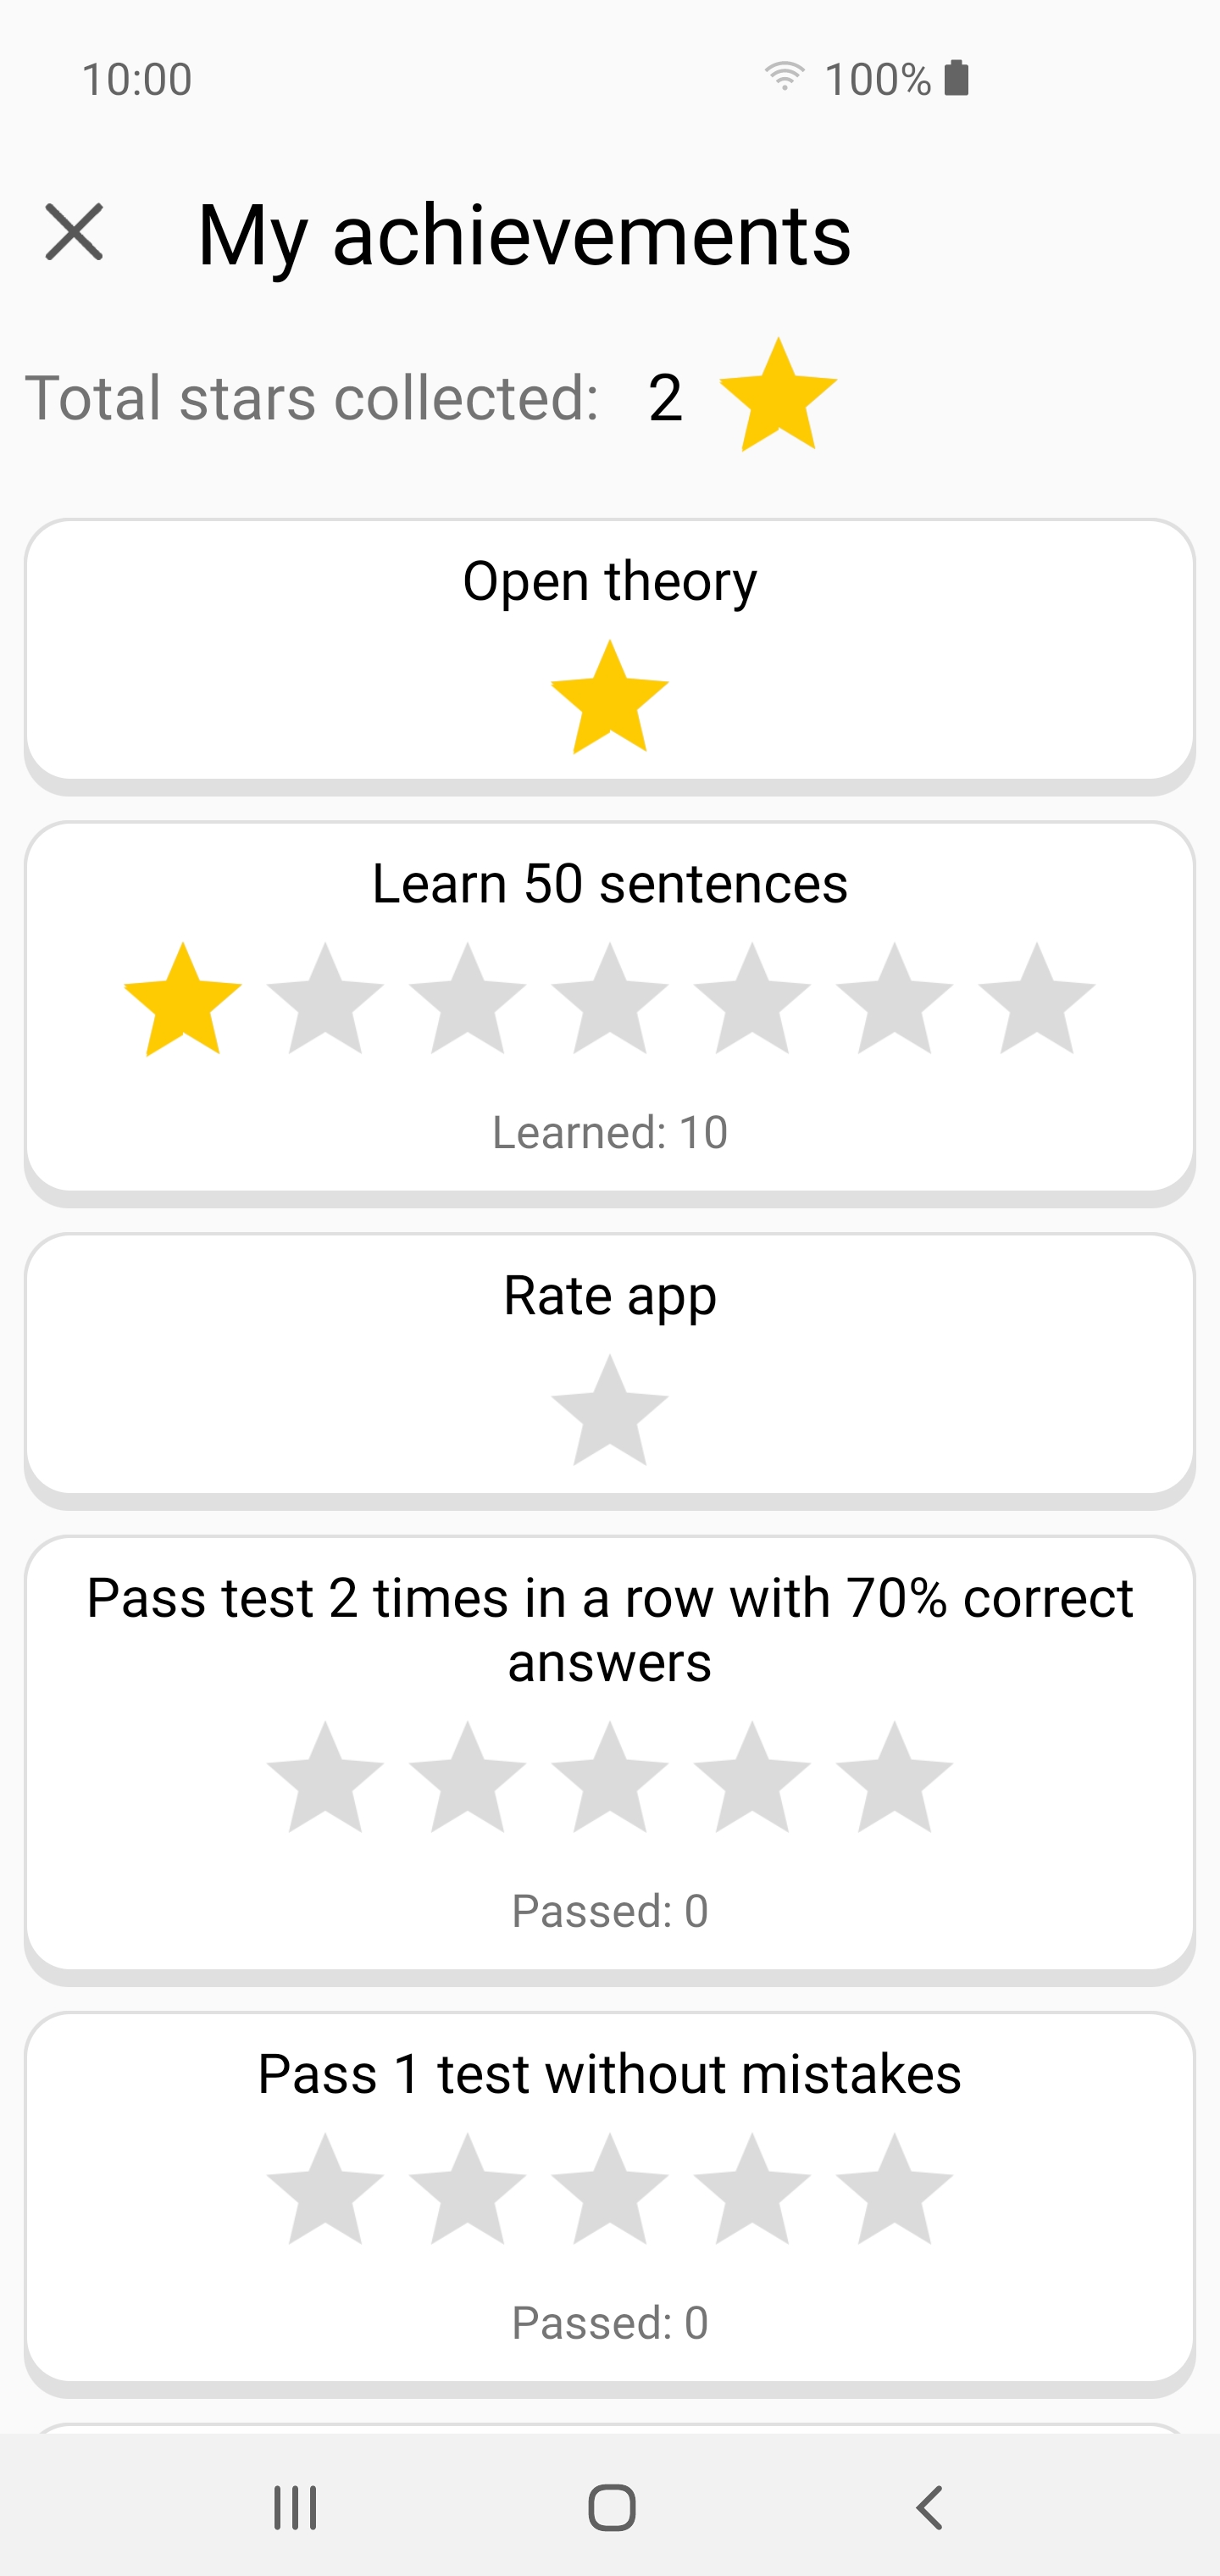 10:00
100%
My achievements
Total stars collected: 2
Open theory
Learn 50 sentences
Learned: 10
Rate app
Pass test 2 times in a row with 70% correct
answers
Passed: 0
Pass 1 test without mistakes
Passed: 0